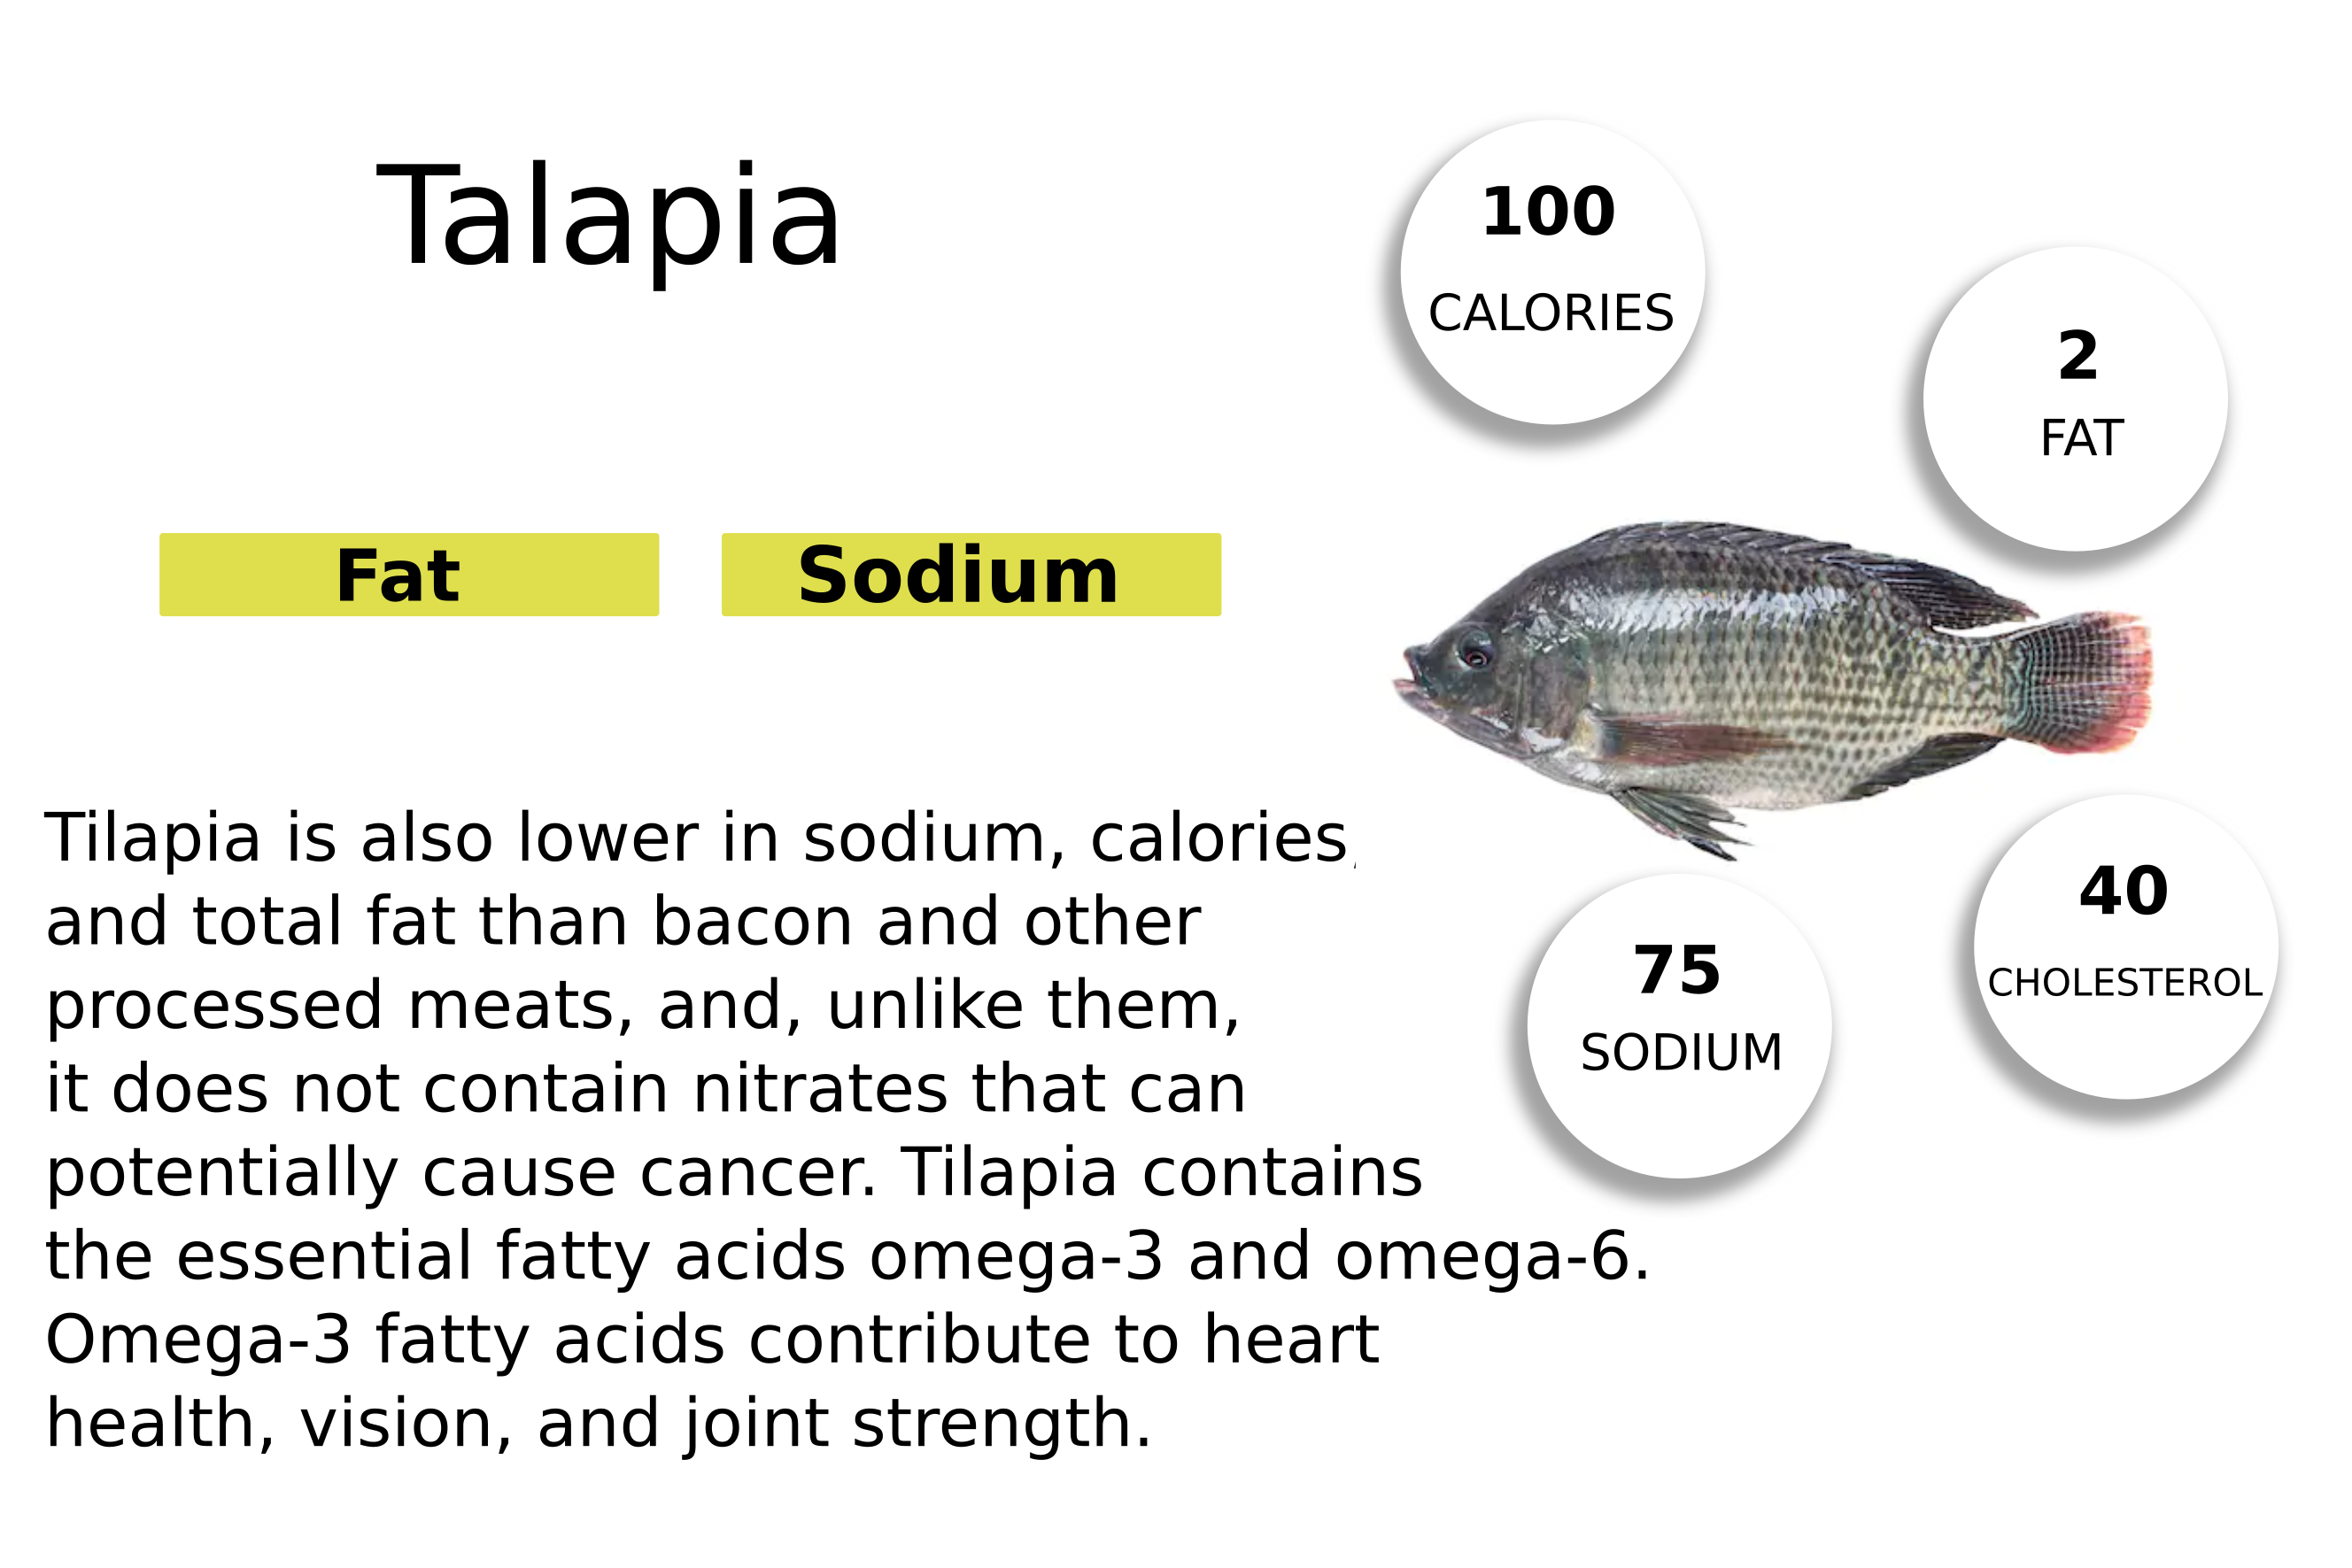 Talapia
100
CALORIES
2
FAT
Fat
Sodium
Tilapia is also lower in sodium, calories,
and total fat than bacon and other
processed meats, and, unlike them,
it does not contain nitrates that can
potentially cause cancer. Tilapia contains
the essential fatty acids omega-3 and omega-6.
Omega-3 fatty acids contribute to heart
health, vision, and joint strength.
75
SODIUM
40
CHOLESTEROL